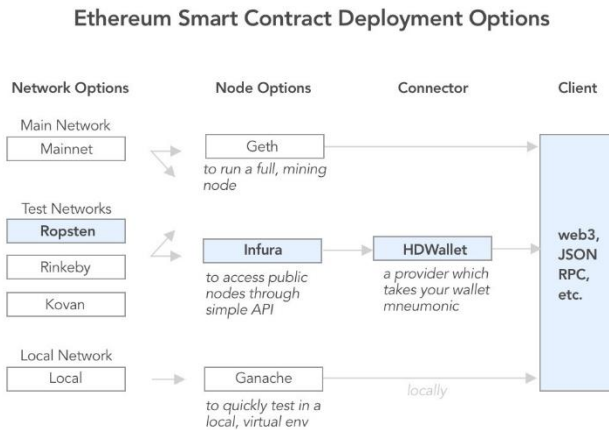 Ethereum Smart Contract Deployment Options
Network Options
Node Options
Connector
Client
Main Network
Mainnet
Geth
to run a full, mining
node
Test Networks
Ropsten
Rinkeby
Kovan
Infura
to access public
nodes through
simple API
HDWallet
a provider which
takes your wallet
mneumonic
web3,
JSON
RPC,
etc.
Local Network
Local
Ganache
to quickly test in a
local, virtual env
locally